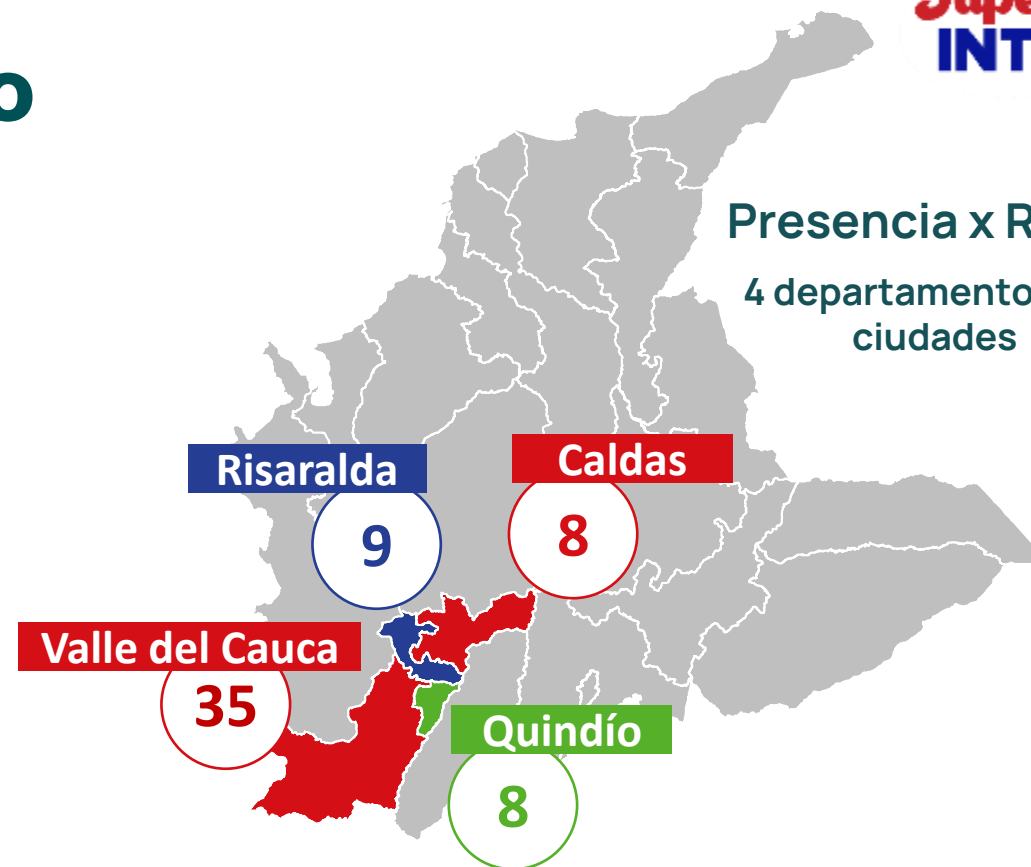 INT
Presencia x R
4 departamento
ciudades
Risaralda
9
Caldas
8
Valle del Cauca
35
Quindío
8